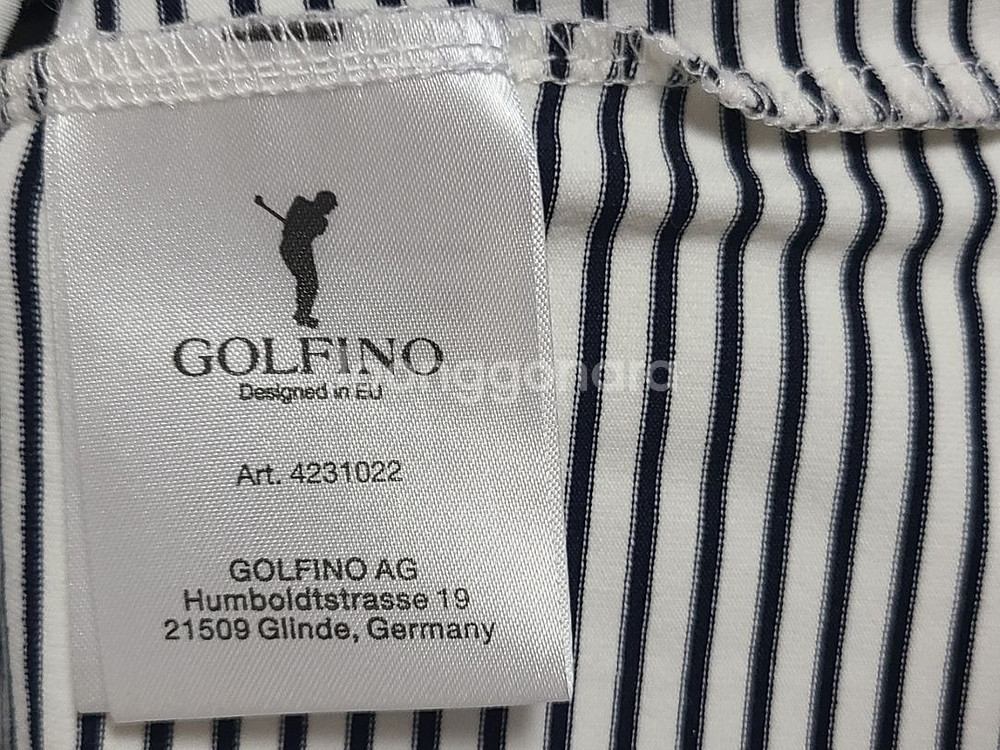 GOLFINO
Designed in EU
Art. 4231022
GOLFINO AG
Humboldtstrasse 19
21509 Glinde, Germany